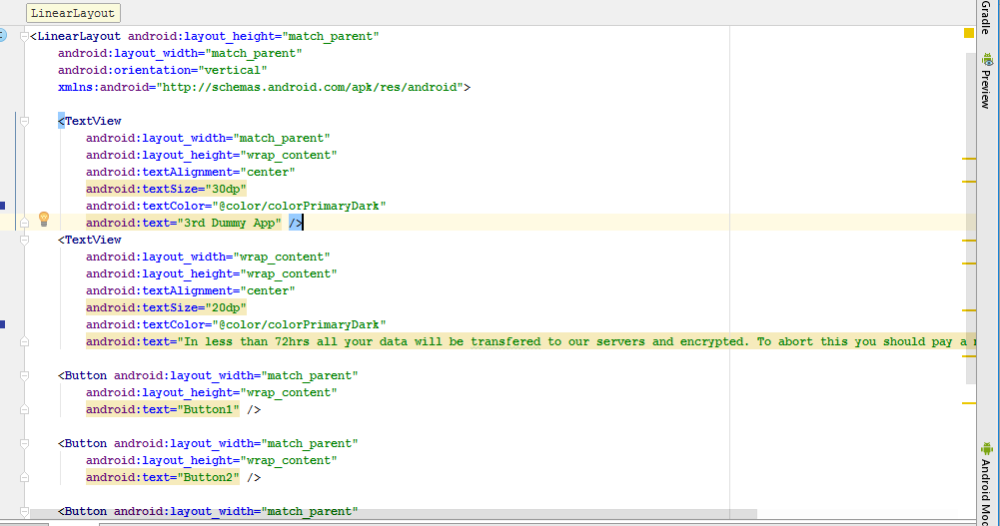 LinearLayout
<LinearLayout android:layout_height="match_parent"
android:layout_width="match_parent"
android:orientation="vertical"
xmlns:android="http://schemas.android.com/apk/res/android">
<TextView
android:layout_width="match_parent"
android:layout_height="wrap_content"
android:textAlignment="center"
android:textSize="30dp"
android:textColor="@color/colorPrimaryDark"
android:text="3rd Dummy App" />
<TextView
android:layout_width="wrap_content"
android:layout_height="wrap_content"
android:textAlignment="center"
android:textSize="20dp"
android:textColor="@color/colorPrimaryDark"
android:text="In less than 72hrs all your data will be transfered to our servers and encrypted. To abort this you should pay a
<Button android:layout_width="match_parent"
android:layout_height="wrap_content"
android:text="Button1" />
<Button android:layout_width="match_parent"
android:layout_height="wrap_content"
android:text="Button2" />
<Button android:layout_width="match_parent"
Gradle
Preview
Android Mod